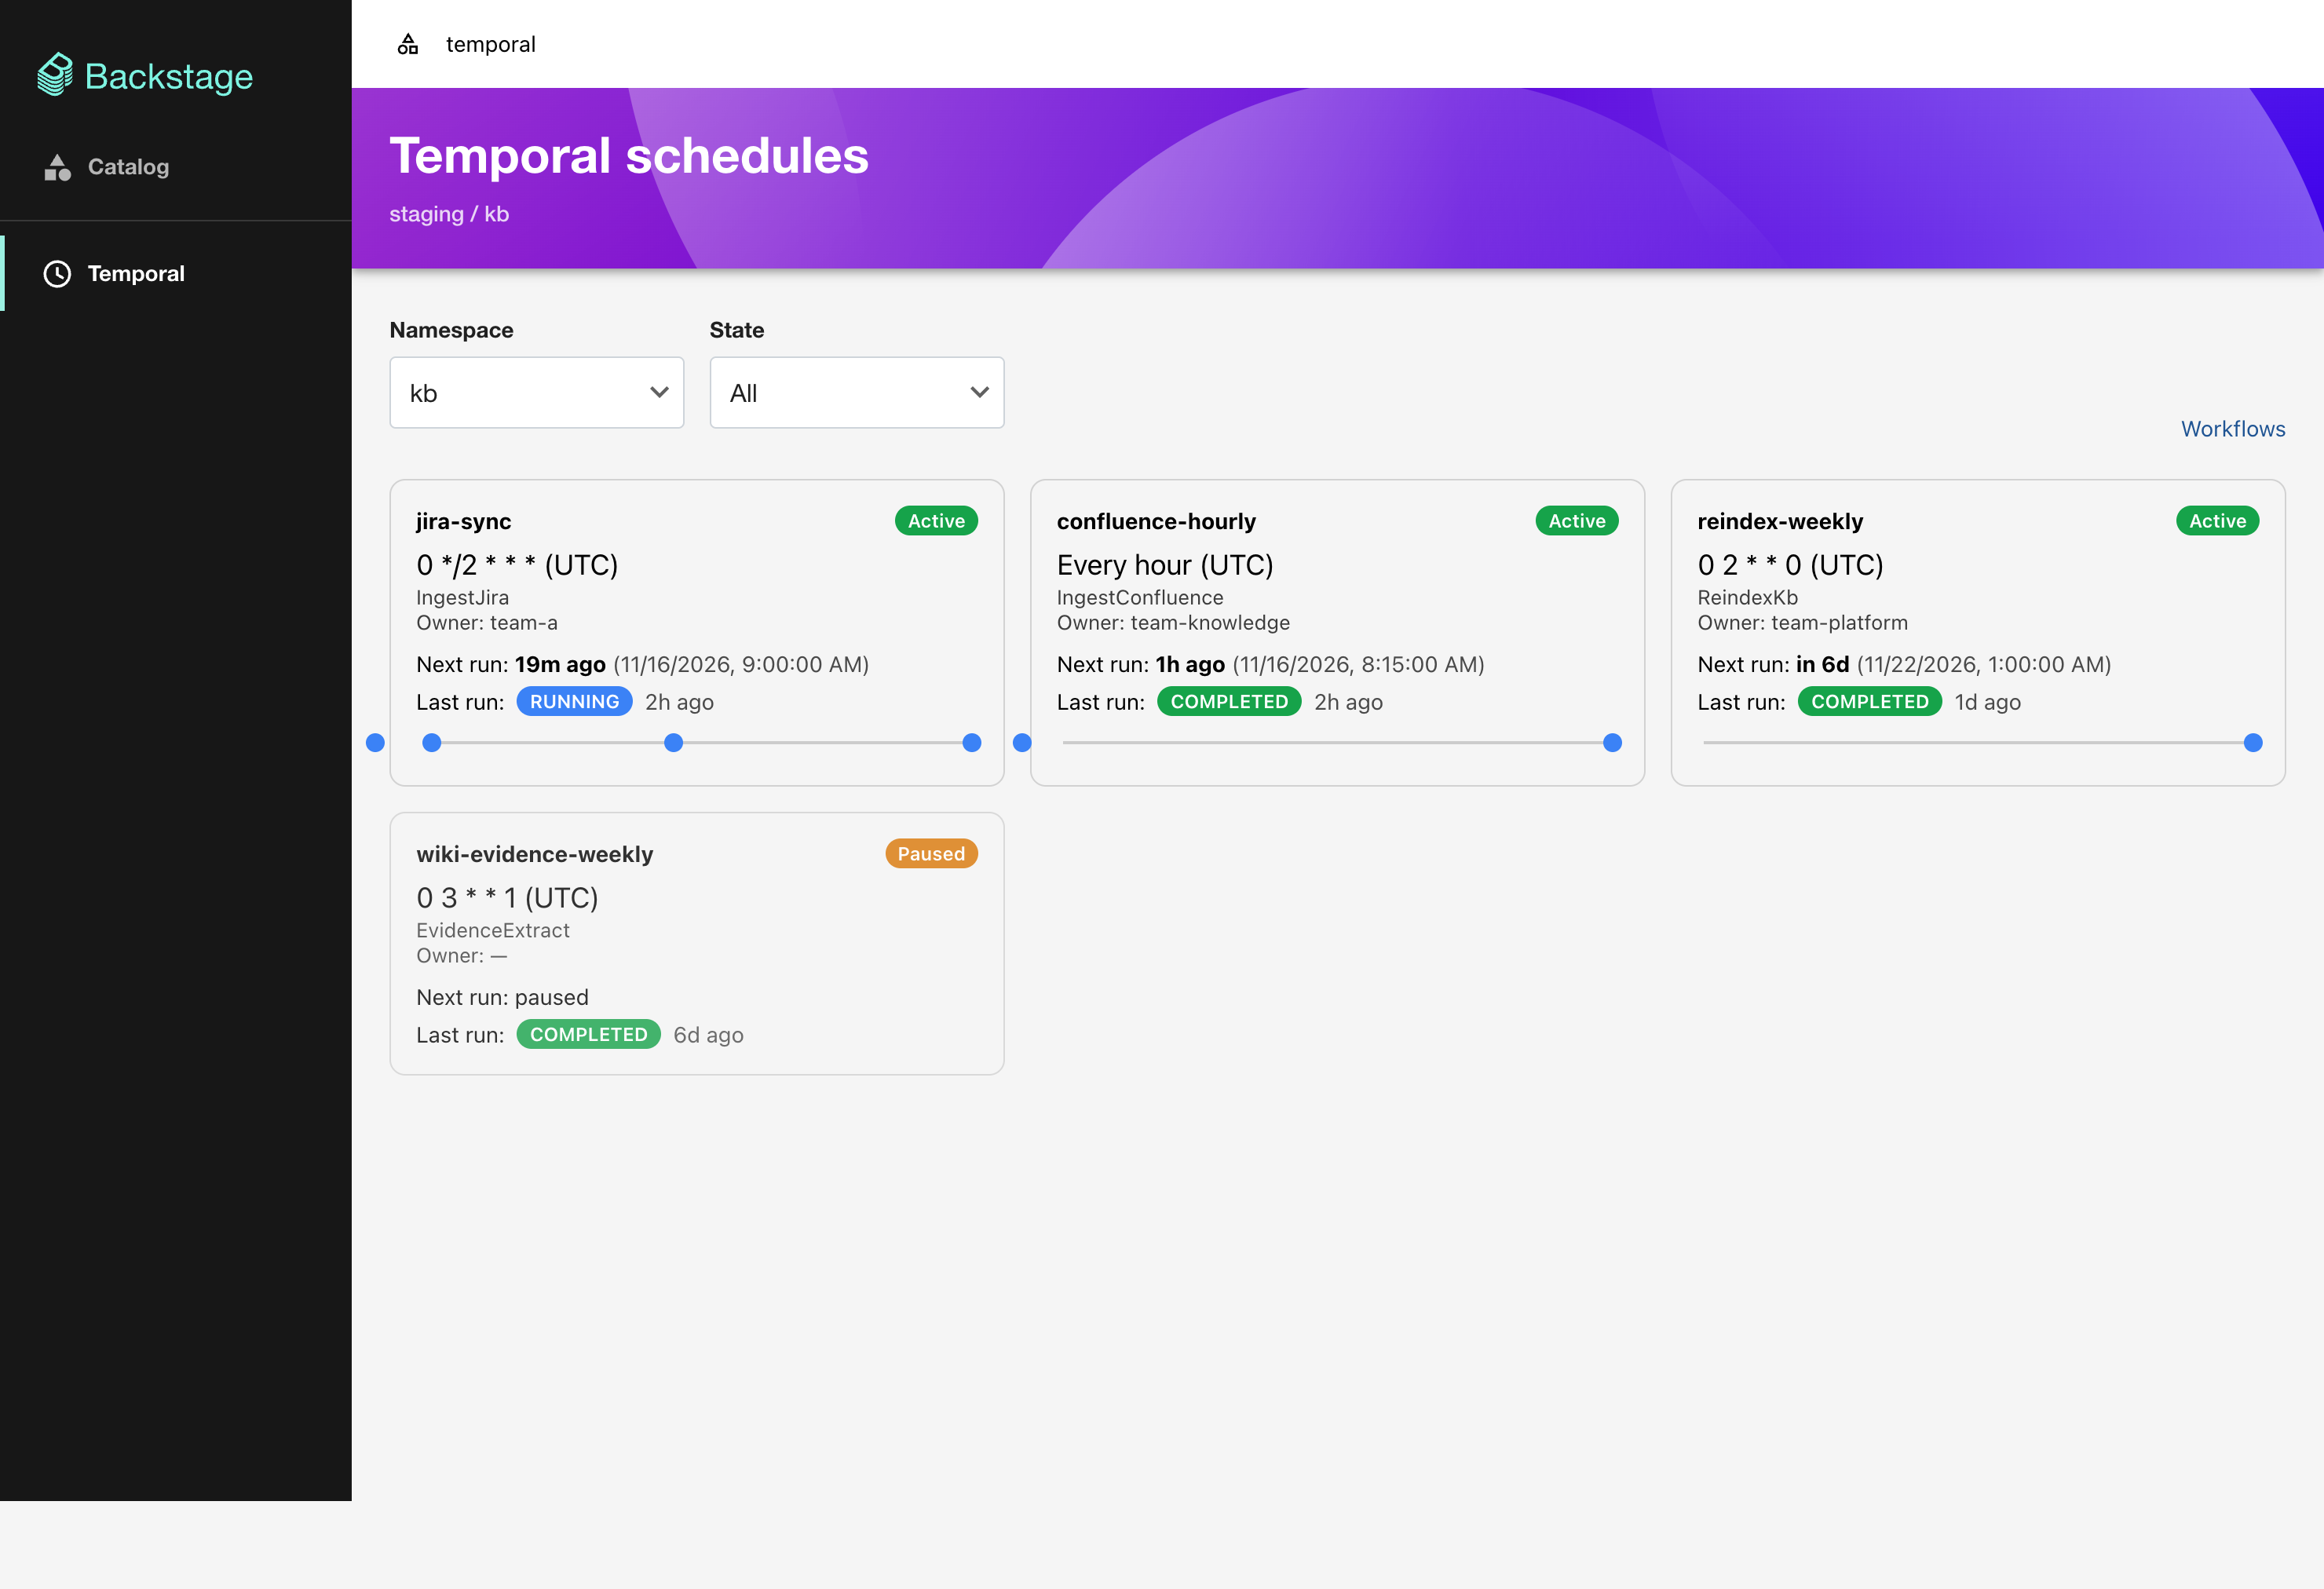 Backstage
Catalog
Temporal
temporal
Temporal schedules
staging / kb
Namespace
State
kb
All
Workflows
jira-sync
Active
0 */2 * * * (UTC)
IngestJira
Owner: team-a
Next run: 19m ago (11/16/2026, 9:00:00 AM)
Last run: RUNNING 2h ago
confluence-hourly
Active
Every hour (UTC)
IngestConfluence
Owner: team-knowledge
Next run: 1h ago (11/16/2026, 8:15:00 AM)
Last run: COMPLETED 2h ago
reindex-weekly
Active
0 2 * * 0 (UTC)
ReindexKb
Owner: team-platform
Next run: in 6d (11/22/2026, 1:00:00 AM)
Last run: COMPLETED 1d ago
wiki-evidence-weekly
Paused
0 3 * * 1 (UTC)
EvidenceExtract
Owner: —
Next run: paused
Last run: COMPLETED 6d ago